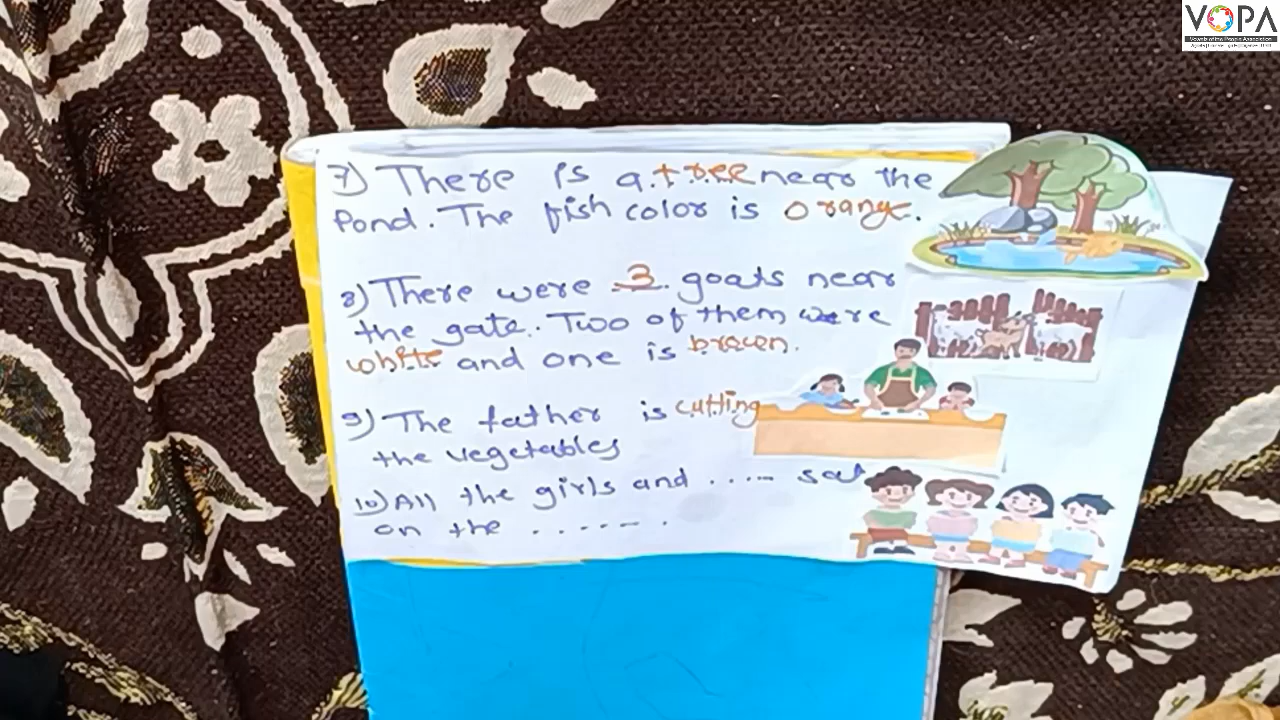 VOPA
7) There is a tree near the
Pond. The fish color is orange.
8) There were 3 goats near
the gate. Two of them were
white and one is brown.
9) The father is cutting
the vegetables
10) All the girls and ..... sat
on the ...... .